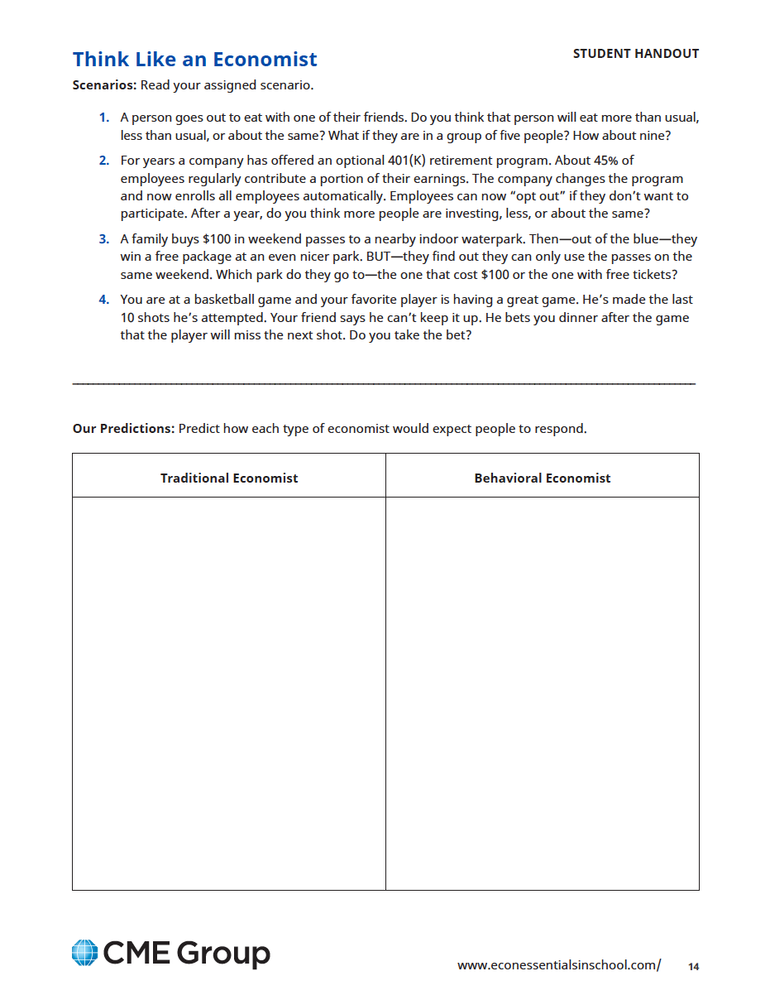 Think Like an Economist
STUDENT HANDOUT
Scenarios: Read your assigned scenario.
1. A person goes out to eat with one of their friends. Do you think that person will eat more than usual,
less than usual, or about the same? What if they are in a group of five people? How about nine?
2. For years a company has offered an optional 401(K) retirement program. About 45% of
employees regularly contribute a portion of their earnings. The company changes the program
and now enrolls all employees automatically. Employees can now “opt out” if they don’t want to
participate. After a year, do you think more people are investing, less, or about the same?
3. A family buys $100 in weekend passes to a nearby indoor waterpark. Then—out of the blue—they
win a free package at an even nicer park. BUT—they find out they can only use the passes on the
same weekend. Which park do they go to—the one that cost $100 or the one with free tickets?
4. You are at a basketball game and your favorite player is having a great game. He’s made the last
10 shots he’s attempted. Your friend says he can’t keep it up. He bets you dinner after the game
that the player will miss the next shot. Do you take the bet?
Our Predictions: Predict how each type of economist would expect people to respond.
Traditional Economist
Behavioral Economist
CME Group
www.econessentialsinschool.com/ 14